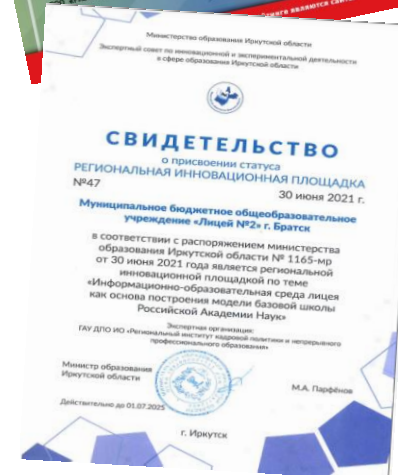 Министерство образования Иркутской области
Экспертный совет по инновационной и экспериментальной деятельности
в сфере образования Иркутской области
СВИДЕТЕЛЬСТВО
о присвоении статуса
РЕГИОНАЛЬНАЯ ИННОВАЦИОННАЯ ПЛОЩАДКА
№47
30 июня 2021 г.
Муниципальное бюджетное общеобразовательное
учреждение «Лицей №2» г. Братск
в соответствии с распоряжением министерства
образования Иркутской области № 1165-мр
от 30 июня 2021 года является региональной
инновационной площадкой по теме
«Информационно-образовательная среда лицея
как основа построения модели базовой школы
Российской Академии Наук»
Экспертная организация:
ГАУ ДПО ИО «Региональный институт кадровой политики и непрерывного
профессионального образования»
Министр образования
Иркутской области
М.А. Парфёнов
Действительно до 01.07.2025
г. Иркутск